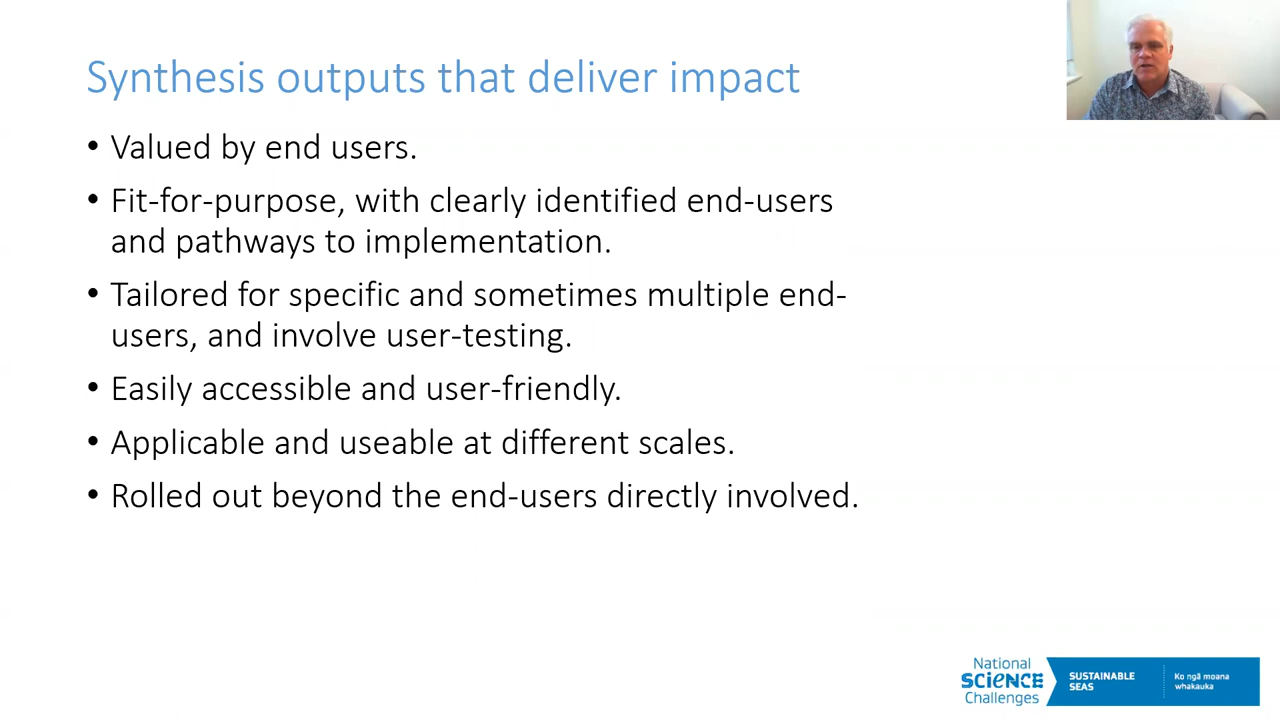 Synthesis outputs that deliver impact
• Valued by end users.
• Fit-for-purpose, with clearly identified end-users
and pathways to implementation.
• Tailored for specific and sometimes multiple end-
users, and involve user-testing.
• Easily accessible and user-friendly.
• Applicable and useable at different scales.
• Rolled out beyond the end-users directly involved.
National
SCIENCE
Challenges
SUSTAINABLE
SEAS
Ko ngā moana
whakauka